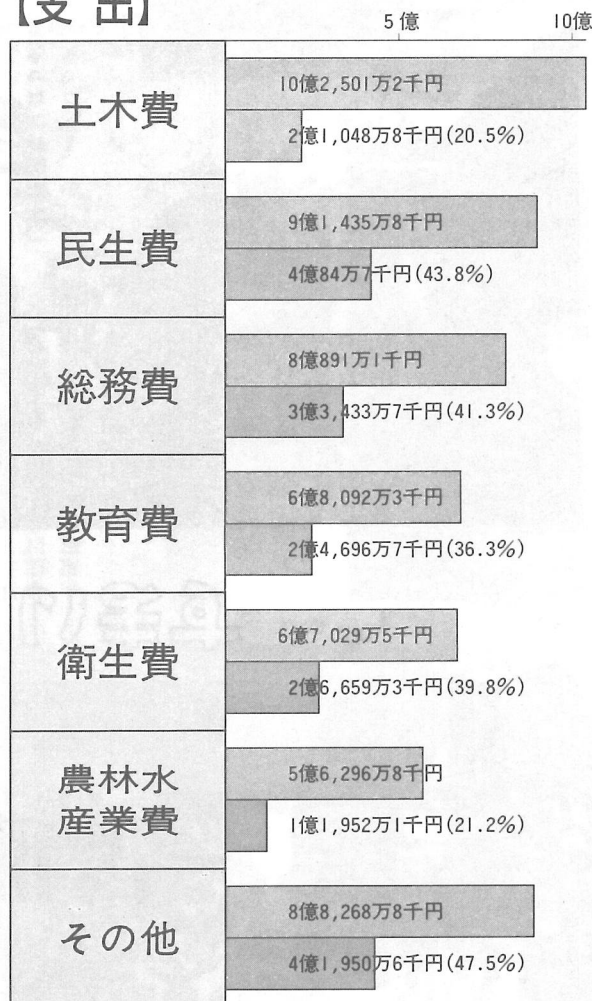 【支出】
5億 10億
土木費
10億2,501万2千円
2億1,048万8千円(20.5%)
民生費
9億1,435万8千円
4億84万7千円(43.8%)
総務費
8億891万1千円
3億3,433万7千円(41.3%)
教育費
6億8,092万3千円
2億4,696万7千円(36.3%)
衛生費
6億7,029万5千円
2億6,659万3千円(39.8%)
農林水
産業費
5億6,296万8千円
1億1,952万1千円(21.2%)
その他
8億8,268万8千円
4億1,950万6千円(47.5%)